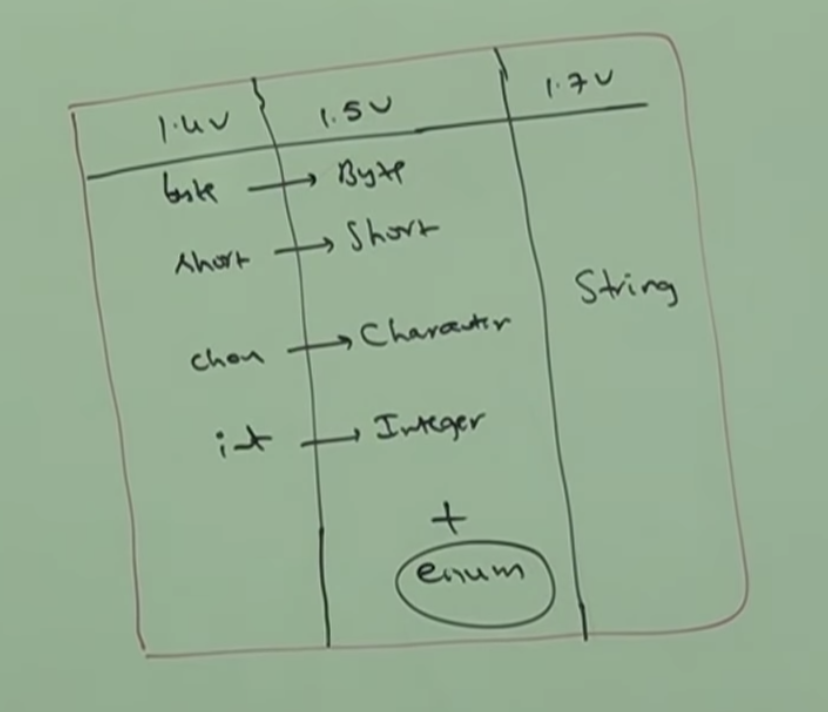 1.4V 1.5V 1.7V
byte → Byte
short → Short
String
char → Character
int → Integer
+
enum